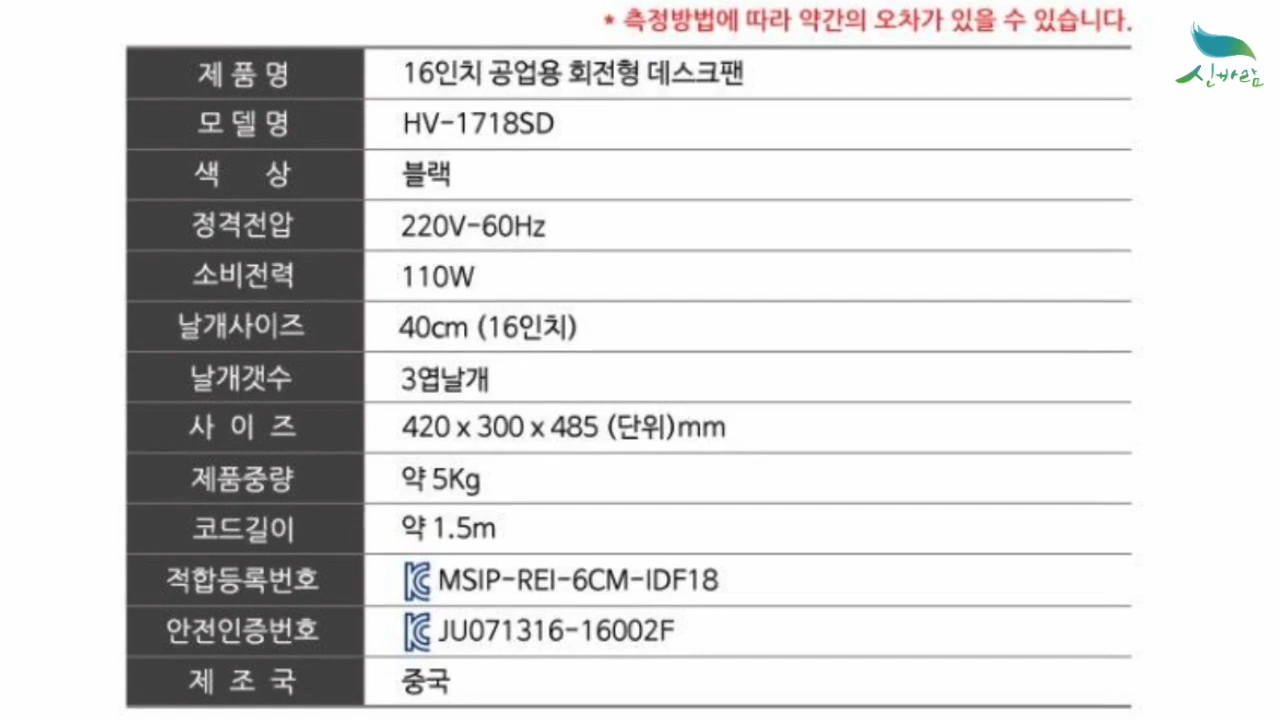 * 측정방법에 따라 약간의 오차가 있을 수 있습니다.
신바람
제 품 명 16인치 공업용 회전형 데스크팬
모 델 명 HV-1718SD
색 상 블랙
정격전압 220V-60Hz
소비전력 110W
날개사이즈 40cm (16인치)
날개갯수 3엽날개
사 이 즈 420 x 300 x 485 (단위)mm
제품중량 약 5Kg
코드길이 약 1.5m
적합등록번호 KC MSIP-REI-6CM-IDF18
안전인증번호 KC JU071316-16002F
제 조 국 중국